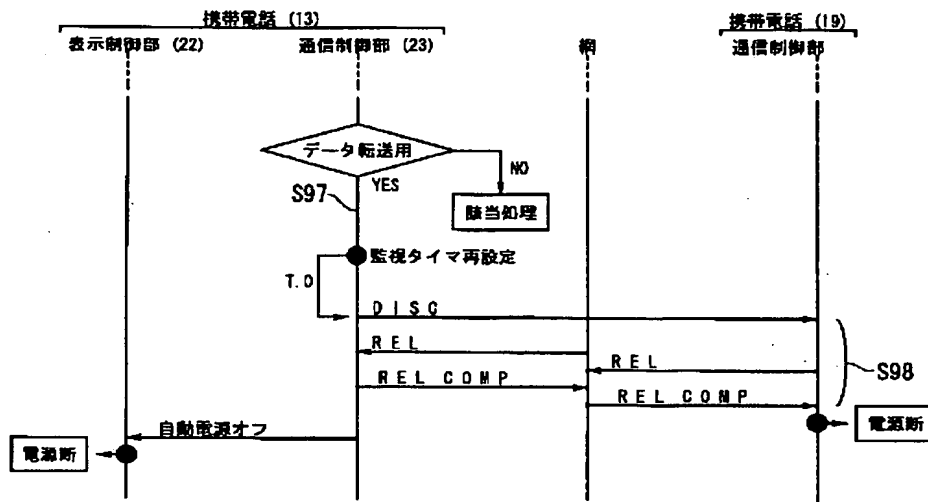 携帯電話 (13)
携帯電話 (19)
表示制御部 (22)
通信制御部 (23)
網
通信制御部
データ転送用
NO
YES
S97
該当処理
監視タイマ再設定
T.O
DISC
REL
REL
S98
REL COMP
REL COMP
自動電源オフ
電源断
電源断